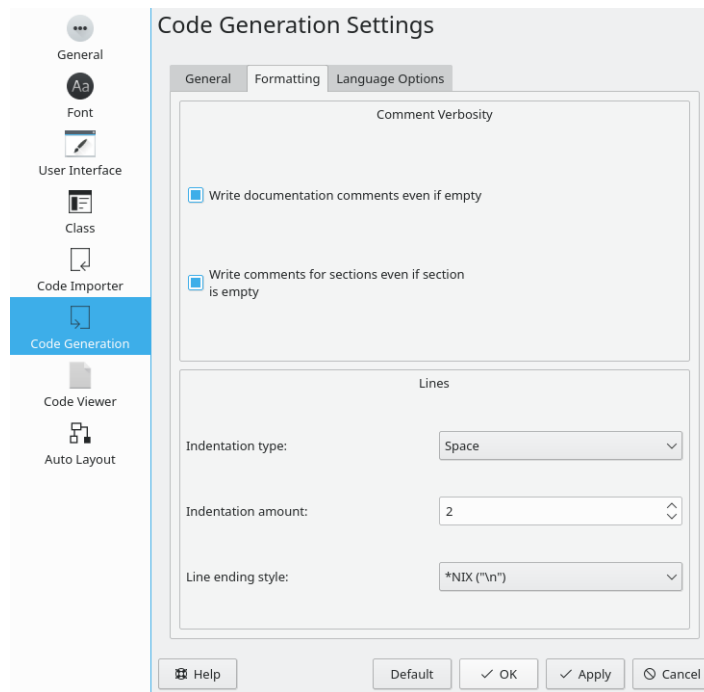 Code Generation Settings
General
Font
User Interface
Class
Code Importer
Code Generation
Code Viewer
Auto Layout
General Formatting Language Options
Comment Verbosity
Write documentation comments even if empty
Write comments for sections even if section
is empty
Lines
Indentation type: Space
Indentation amount: 2
Line ending style: *NIX ("\n")
Help Default OK Apply Cancel
Aa